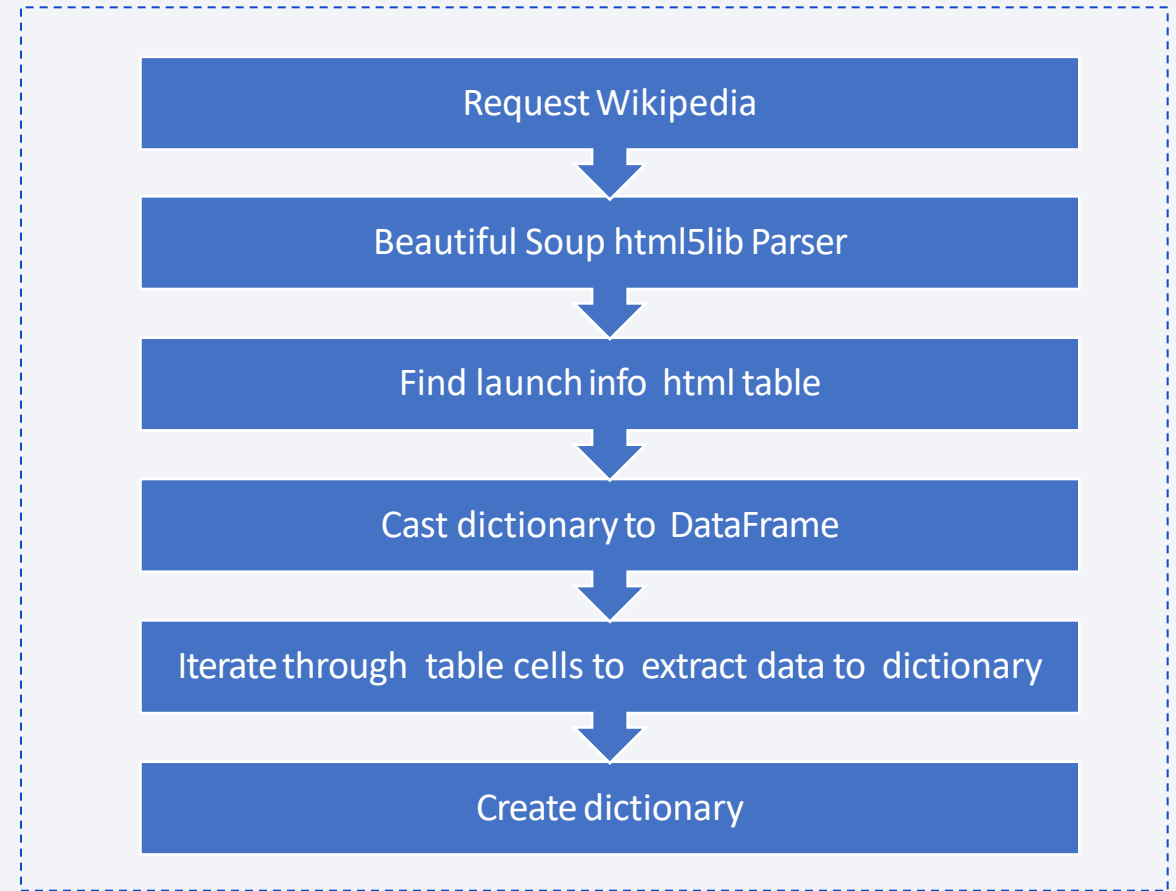 Request Wikipedia
Beautiful Soup html5lib Parser
Find launch info html table
Cast dictionary to DataFrame
Iterate through table cells to extract data to dictionary
Create dictionary